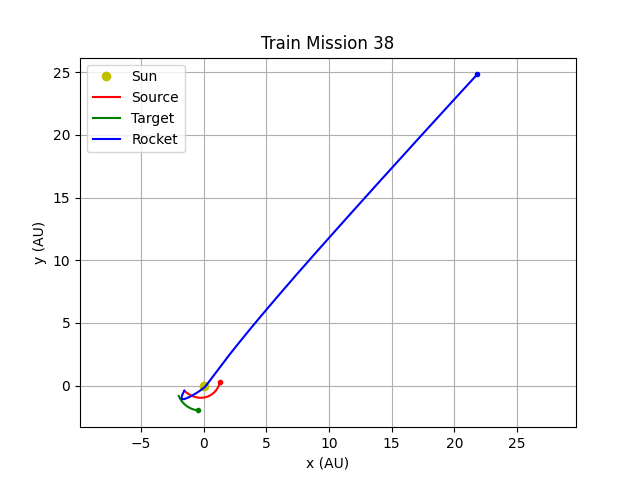 Train Mission 38
Sun
Source
Target
Rocket
25
20
15
10
5
0
y (AU)
−5 0 5 10 15 20 25
x (AU)